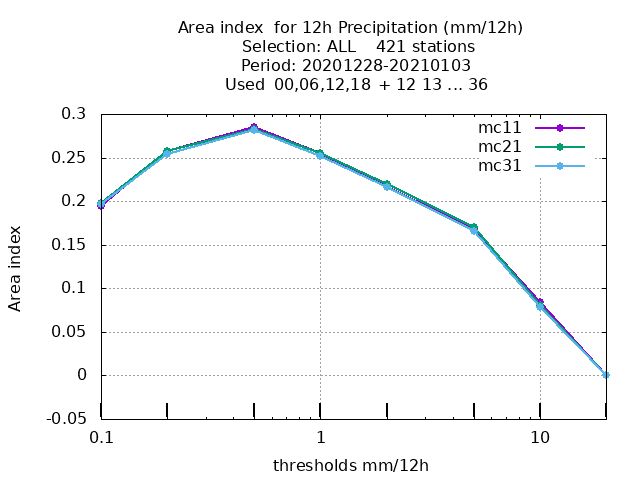 Area index  for 12h Precipitation (mm/12h)
Selection: ALL    421 stations
Period: 20201228-20210103
Used  00,06,12,18  + 12 13 ... 36
mc11
mc21
mc31
0.3
0.25
0.2
0.15
0.1
0.05
0
-0.05
Area index
0.1
1
10
thresholds mm/12h